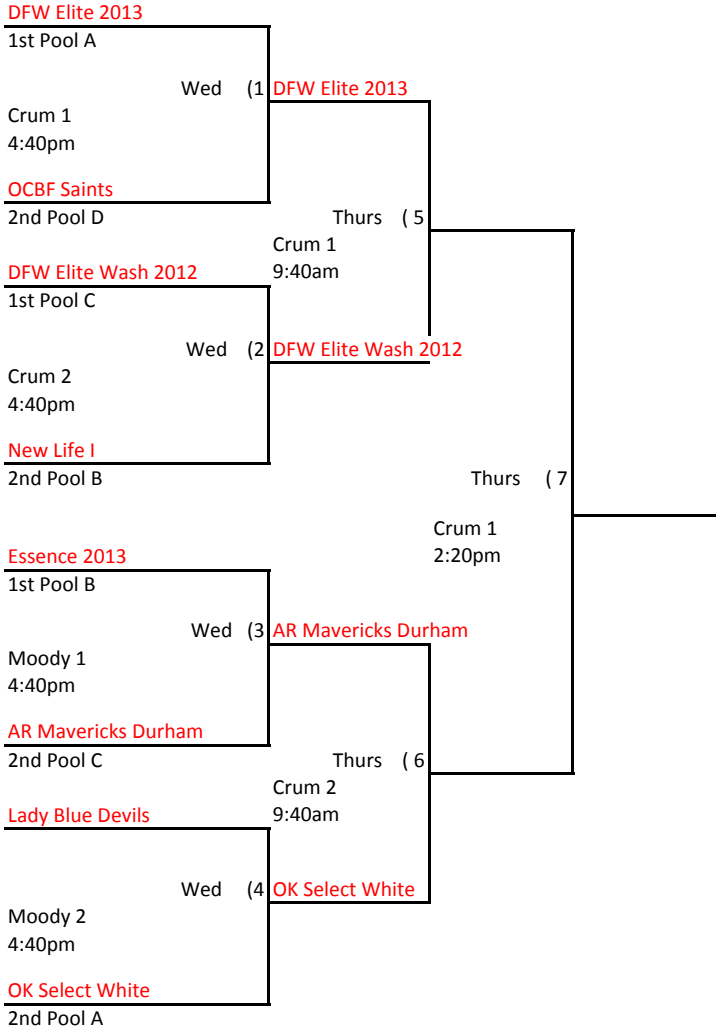 DFW Elite 2013
1st Pool A
Wed (1 DFW Elite 2013
Crum 1
4:40pm
OCBF Saints
2nd Pool D
Thurs ( 5
Crum 1
9:40am
DFW Elite Wash 2012
1st Pool C
Wed (2 DFW Elite Wash 2012
Crum 2
4:40pm
New Life I
2nd Pool B
Thurs ( 7
Crum 1
2:20pm
Essence 2013
1st Pool B
Wed (3 AR Mavericks Durham
Moody 1
4:40pm
AR Mavericks Durham
2nd Pool C
Thurs ( 6
Crum 2
9:40am
Lady Blue Devils
Wed (4 OK Select White
Moody 2
4:40pm
OK Select White
2nd Pool A